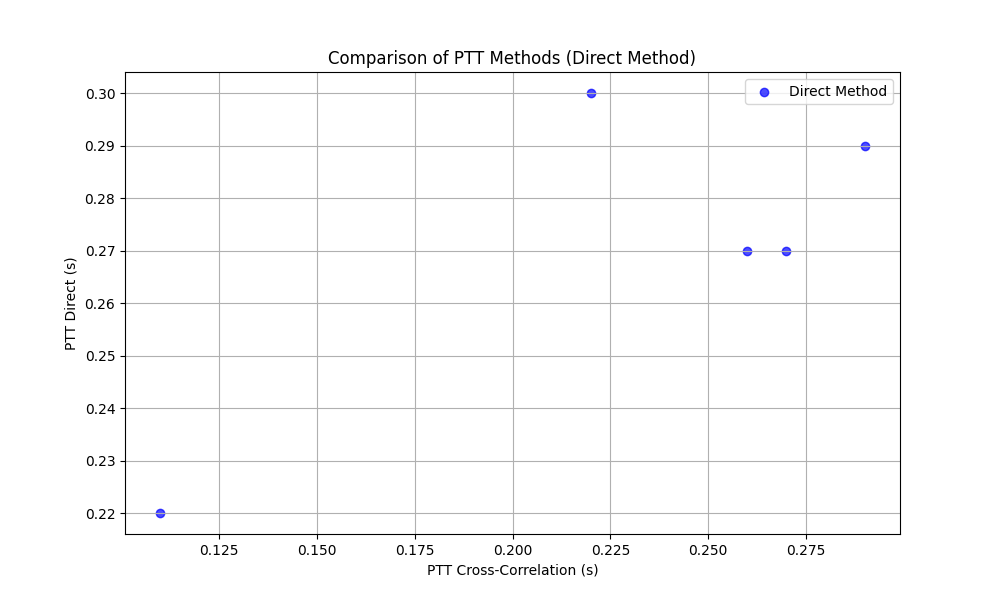 Comparison of PTT Methods (Direct Method)
Direct Method
PTT Direct (s)
0.30
0.29
0.28
0.27
0.26
0.25
0.24
0.23
0.22
0.125 0.150 0.175 0.200 0.225 0.250 0.275
PTT Cross-Correlation (s)